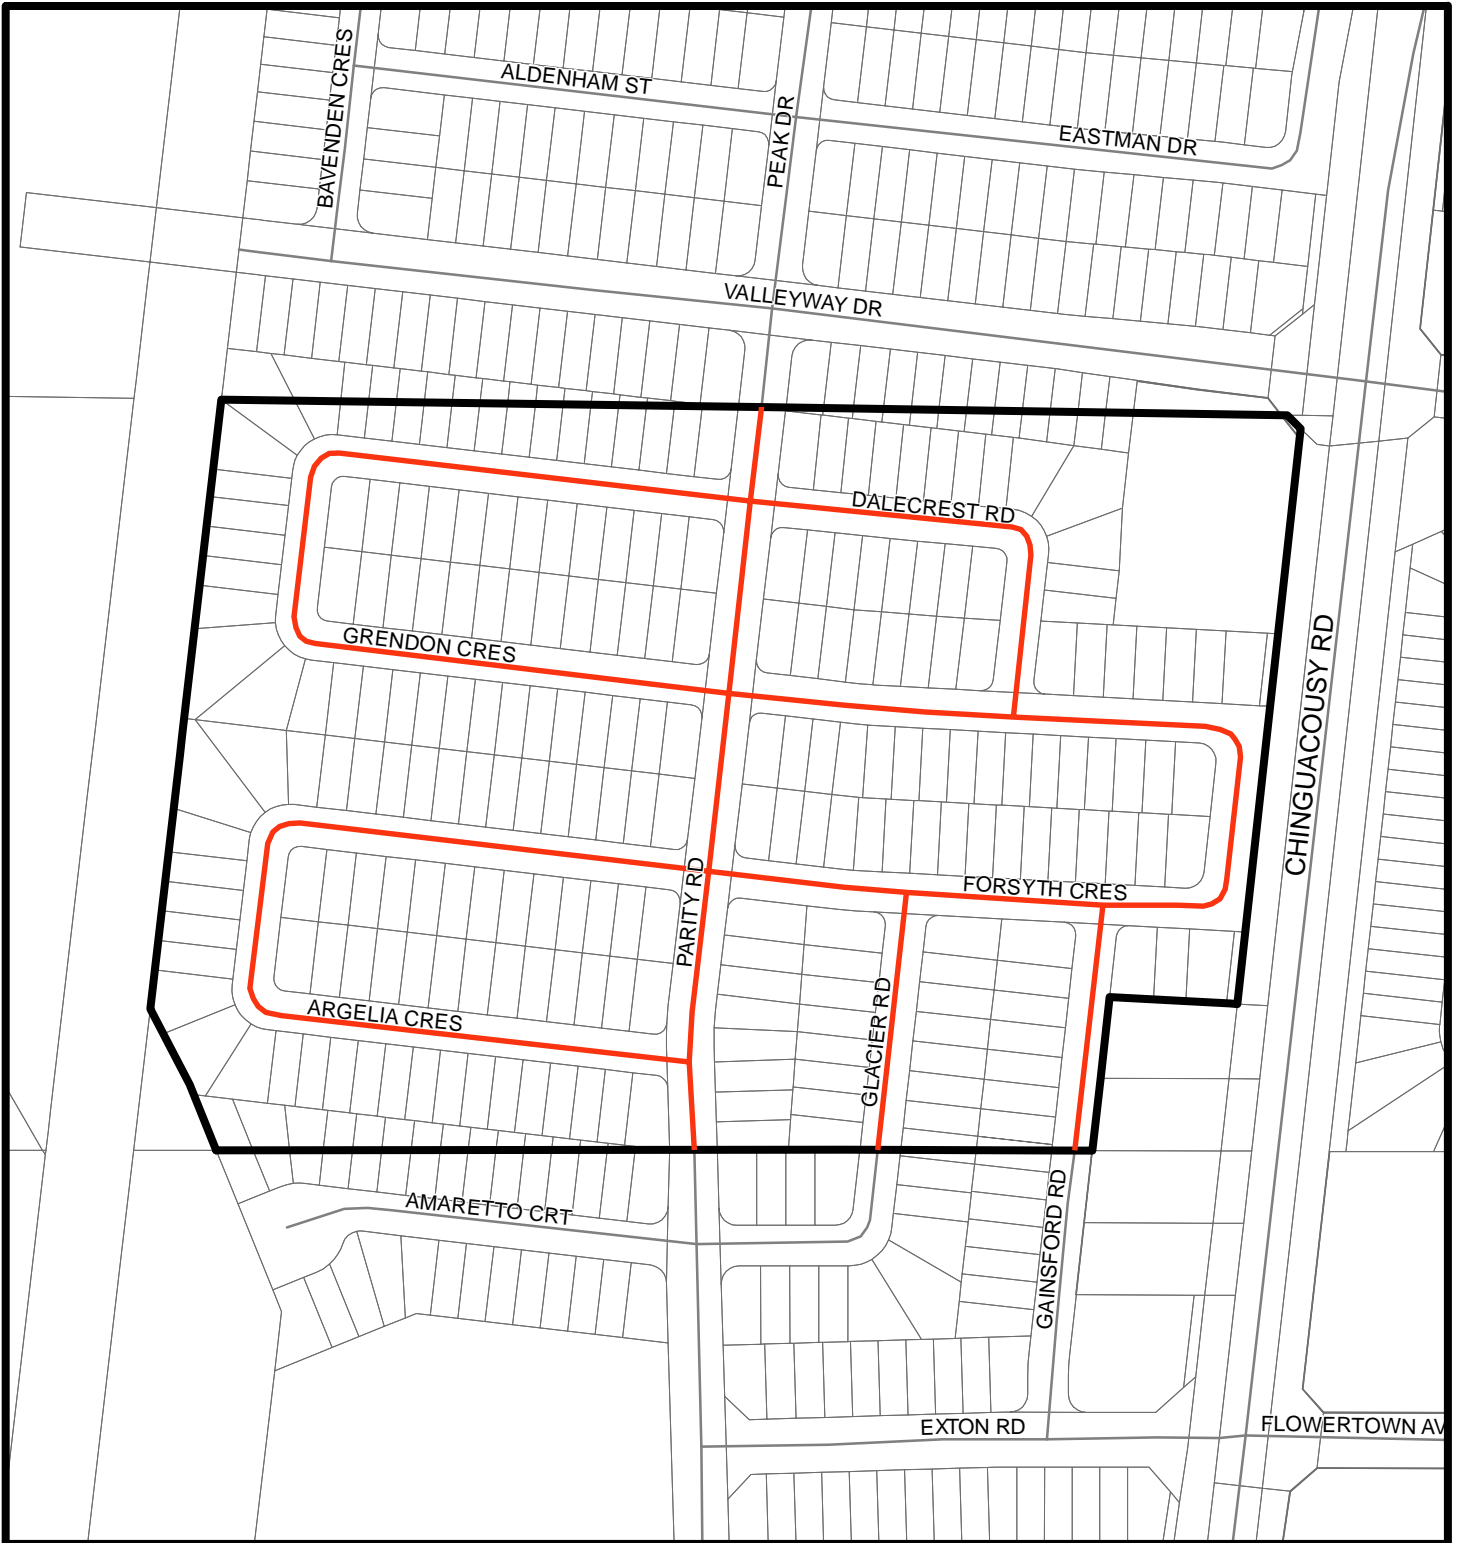 BAVENDEN CRES
ALDENHAM ST
PEAK DR
EASTMAN DR
VALLEYWAY DR
DALECREST RD
GRENDON CRES
CHINGUACOUSY RD
PARITY RD
FORSYTH CRES
ARGELIA CRES
GLACIER RD
AMARETTO CRT
GAINSFORD RD
EXTON RD
FLOWERTOWN AV